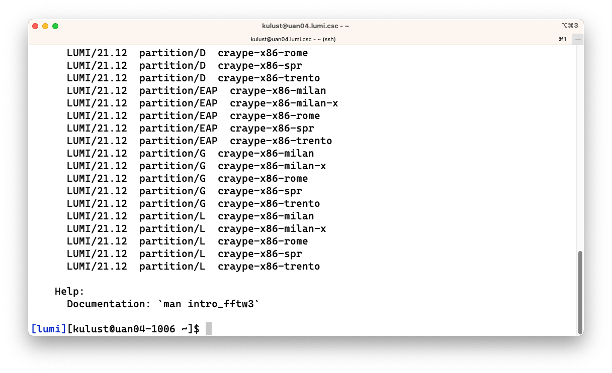 kulust@uan04.lumi.csc - ~
⌥⌘3
kulust@uan04.lumi.csc - ~ (ssh)
⌘1
LUMI/21.12  partition/D  craype-x86-rome
LUMI/21.12  partition/D  craype-x86-spr
LUMI/21.12  partition/D  craype-x86-trento
LUMI/21.12  partition/EAP  craype-x86-milan
LUMI/21.12  partition/EAP  craype-x86-milan-x
LUMI/21.12  partition/EAP  craype-x86-rome
LUMI/21.12  partition/EAP  craype-x86-spr
LUMI/21.12  partition/EAP  craype-x86-trento
LUMI/21.12  partition/G  craype-x86-milan
LUMI/21.12  partition/G  craype-x86-milan-x
LUMI/21.12  partition/G  craype-x86-rome
LUMI/21.12  partition/G  craype-x86-spr
LUMI/21.12  partition/G  craype-x86-trento
LUMI/21.12  partition/L  craype-x86-milan
LUMI/21.12  partition/L  craype-x86-milan-x
LUMI/21.12  partition/L  craype-x86-rome
LUMI/21.12  partition/L  craype-x86-spr
LUMI/21.12  partition/L  craype-x86-trento
Help:
Documentation: `man intro_fftw3`
[lumi][kulust@uan04-1006 ~]$